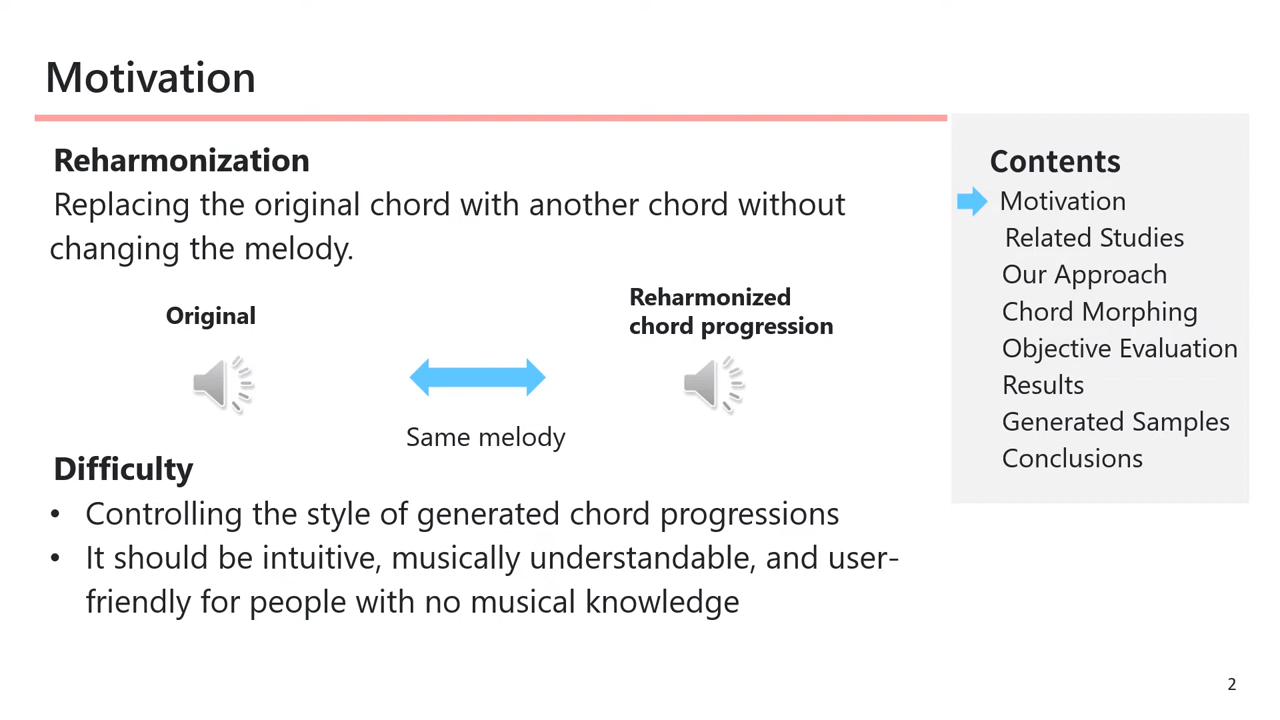 Motivation
Reharmonization
Replacing the original chord with another chord without
changing the melody.
Original
Reharmonized
chord progression
Same melody
Difficulty
• Controlling the style of generated chord progressions
• It should be intuitive, musically understandable, and user-
friendly for people with no musical knowledge
Contents
Motivation
Related Studies
Our Approach
Chord Morphing
Objective Evaluation
Results
Generated Samples
Conclusions
2